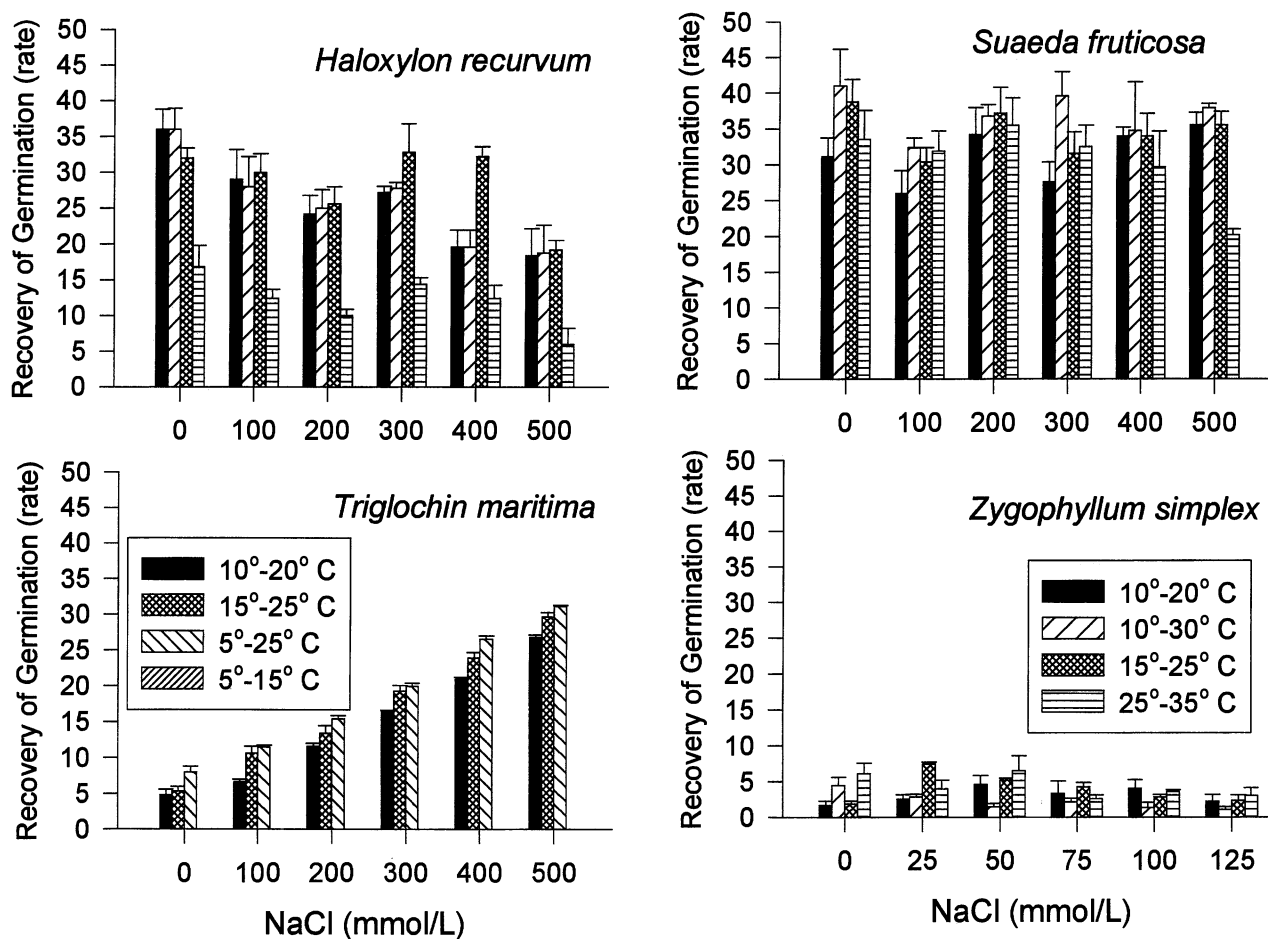 Haloxylon recurvum
Recovery of Germination (rate)
50
45
40
35
30
25
20
15
10
5
0
0 100 200 300 400 500
Suaeda fruticosa
Recovery of Germination (rate)
50
45
40
35
30
25
20
15
10
5
0
0 100 200 300 400 500
Triglochin maritima
Recovery of Germination (rate)
50
45
40
35
30
25
20
15
10
5
0
10°-20° C
15°-25° C
5°-25° C
5°-15° C
0 100 200 300 400 500
NaCl (mmol/L)
Zygophyllum simplex
Recovery of Germination (rate)
50
45
40
35
30
25
20
15
10
5
0
10°-20° C
10°-30° C
15°-25° C
25°-35° C
0 25 50 75 100 125
NaCl (mmol/L)